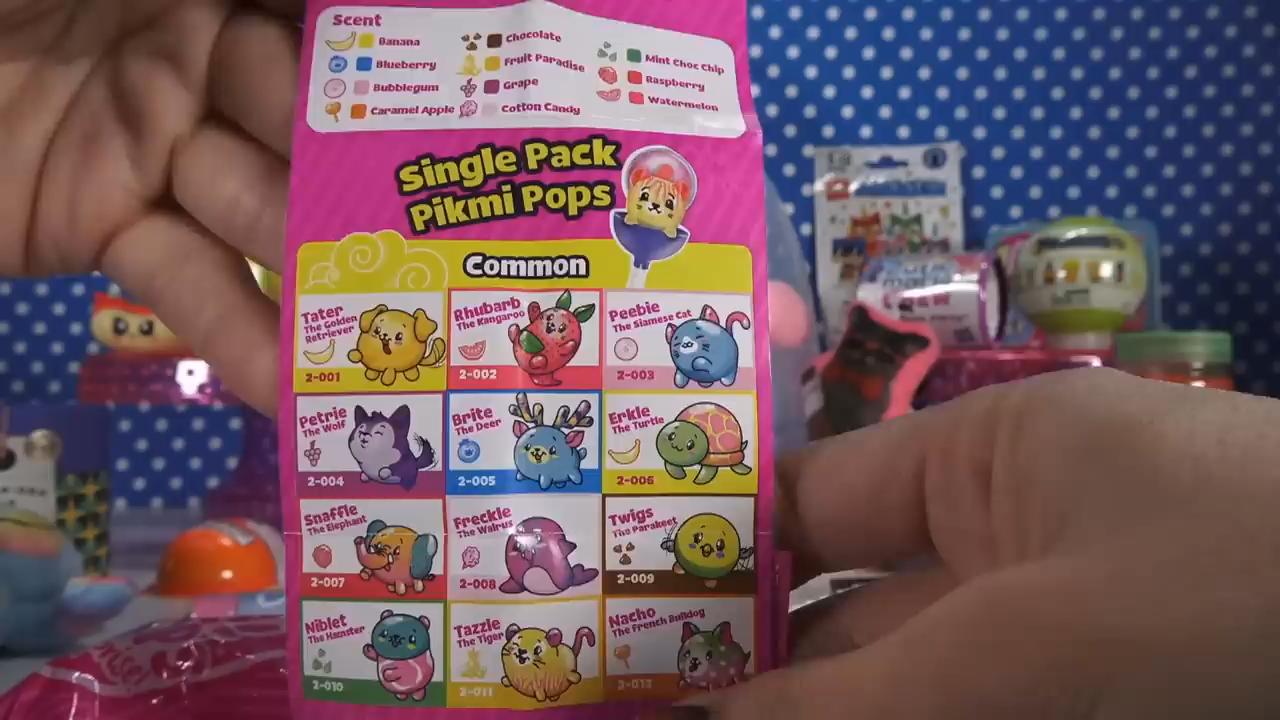 Scent
Banana
Blueberry
Bubblegum
Caramel Apple
Chocolate
Fruit Paradise
Grape
Cotton Candy
Mint Choc Chip
Raspberry
Watermelon
Single Pack
Pikmi Pops
Common
Tater
The Golden
Retriever
2-001
Rhubarb
The Kangaroo
2-002
Peebie
The Siamese Cat
2-003
Petrie
The Wolf
2-004
Brite
The Deer
2-005
Erkle
The Turtle
2-006
Snaffle
The Elephant
2-007
Freckle
The Walrus
2-008
Twigs
The Parakeet
2-009
Niblet
The Hamster
2-010
Tazzle
The Tiger
2-011
Nacho
The French Bulldog
2-012